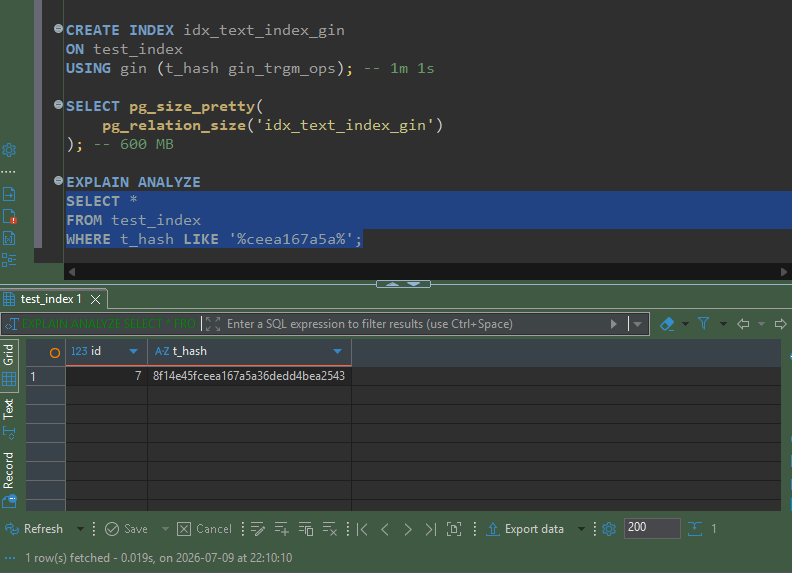 CREATE INDEX idx_text_index_gin
ON test_index
USING gin (t_hash gin_trgm_ops); -- 1m 1s
SELECT pg_size_pretty(
pg_relation_size('idx_text_index_gin')
); -- 600 MB
EXPLAIN ANALYZE
SELECT *
FROM test_index
WHERE t_hash LIKE '%ceea167a5a%';
test_index 1
EXPLAIN ANALYZE SELECT * FRO Enter a SQL expression to filter results (use Ctrl+Space)
Grid
Text
Record
123 id A-Z t_hash
1 7 8f14e45fceea167a5a36dedd4bea2543
Refresh Save Cancel Export data 200 1
1 row(s) fetched - 0.019s, on 2026-07-09 at 22:10:10